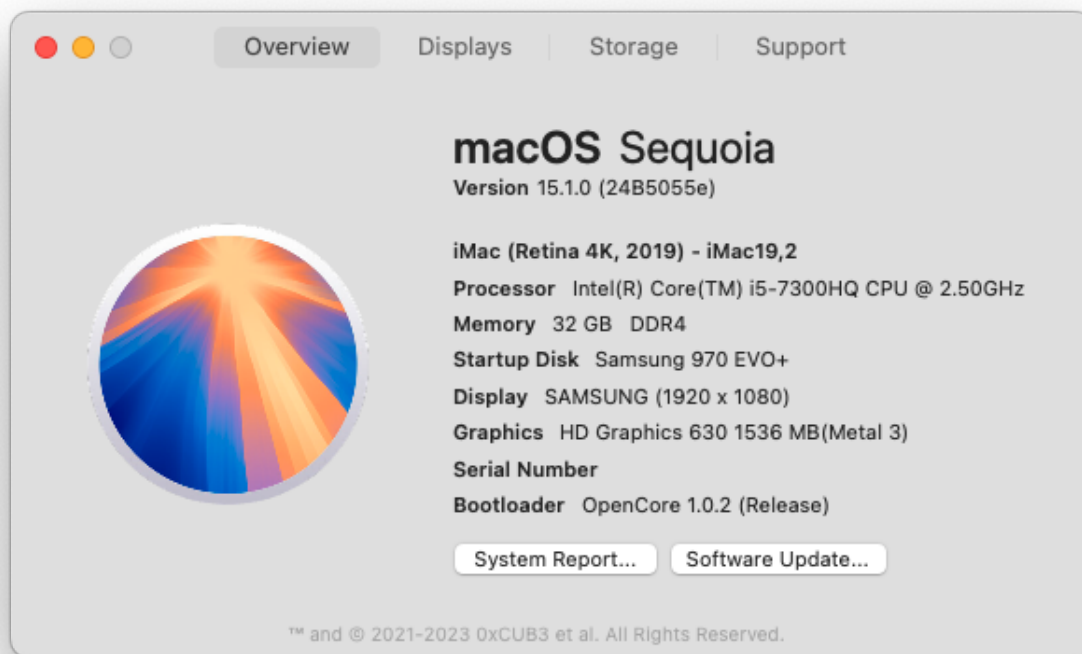 Overview Displays Storage Support
macOS Sequoia
Version 15.1.0 (24B5055e)
iMac (Retina 4K, 2019) - iMac19,2
Processor Intel(R) Core(TM) i5-7300HQ CPU @ 2.50GHz
Memory 32 GB DDR4
Startup Disk Samsung 970 EVO+
Display SAMSUNG (1920 x 1080)
Graphics HD Graphics 630 1536 MB(Metal 3)
Serial Number
Bootloader OpenCore 1.0.2 (Release)
System Report... Software Update...
™ and © 2021-2023 0xCUB3 et al. All Rights Reserved.